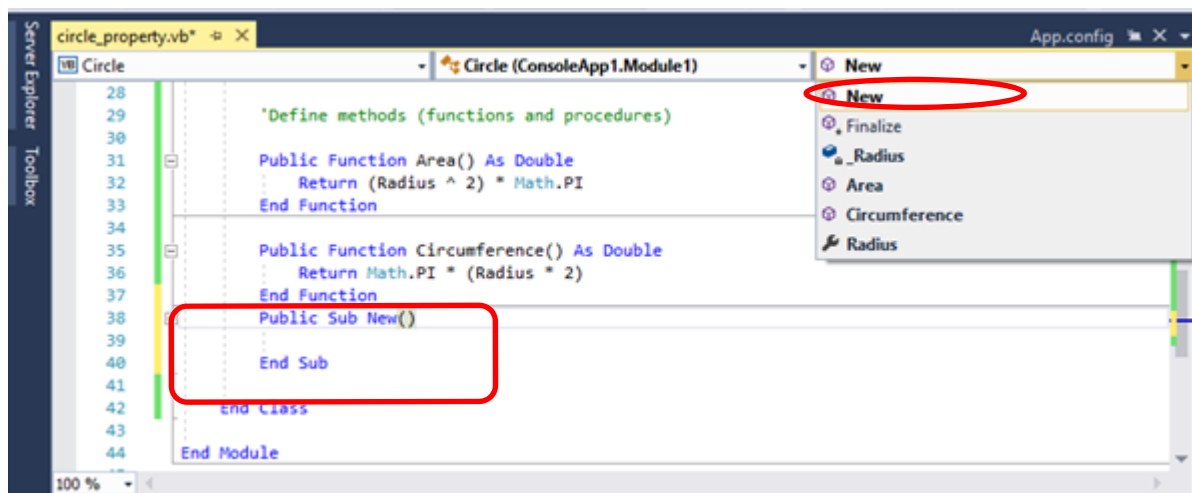 Server Explorer
Toolbox
circle_property.vb*
App.config
VB Circle
Circle (ConsoleApp1.Module1)
New
New
Finalize
_Radius
Area
Circumference
Radius
28
29 'Define methods (functions and procedures)
30
31 Public Function Area() As Double
32 Return (Radius ^ 2) * Math.PI
33 End Function
34
35 Public Function Circumference() As Double
36 Return Math.PI * (Radius * 2)
37 End Function
38 Public Sub New()
39
40 End Sub
41
42 End Class
43
44 End Module
100 %